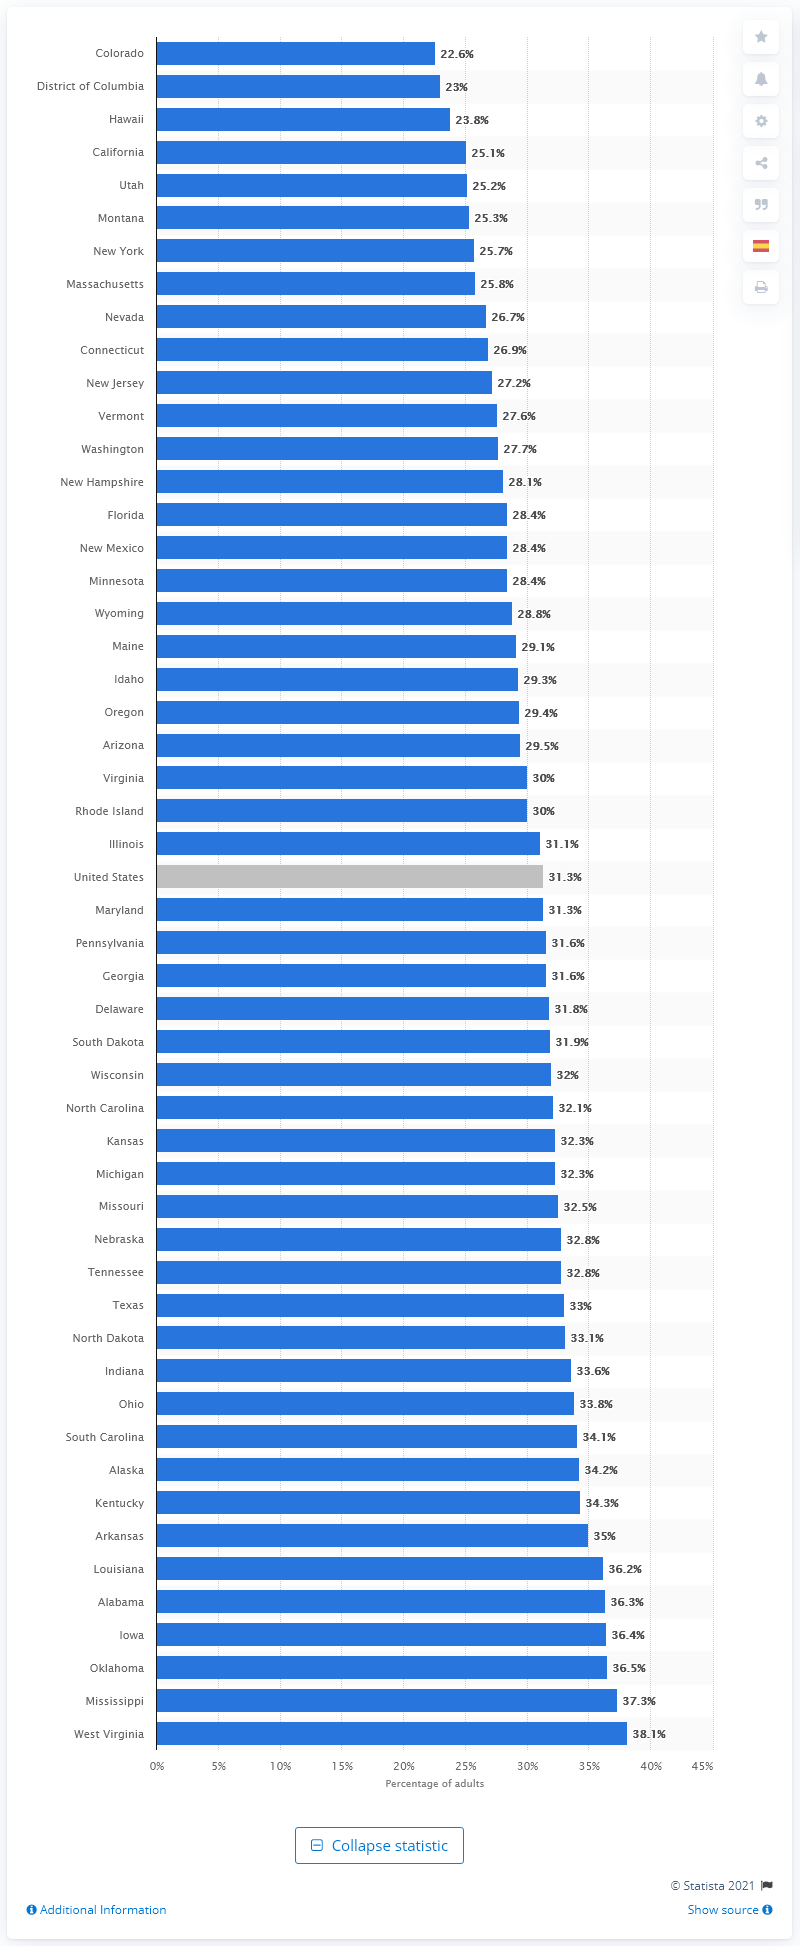 Colorado 22.6%
District of Columbia 23%
Hawaii 23.8%
California 25.1%
Utah 25.2%
Montana 25.3%
New York 25.7%
Massachusetts 25.8%
Nevada 26.7%
Connecticut 26.9%
New Jersey 27.2%
Vermont 27.6%
Washington 27.7%
New Hampshire 28.1%
Florida 28.4%
New Mexico 28.4%
Minnesota 28.4%
Wyoming 28.8%
Maine 29.1%
Idaho 29.3%
Oregon 29.4%
Arizona 29.5%
Virginia 30%
Rhode Island 30%
Illinois 31.1%
United States 31.3%
Maryland 31.3%
Pennsylvania 31.6%
Georgia 31.6%
Delaware 31.8%
South Dakota 31.9%
Wisconsin 32%
North Carolina 32.1%
Kansas 32.3%
Michigan 32.3%
Missouri 32.5%
Nebraska 32.8%
Tennessee 32.8%
Texas 33%
North Dakota 33.1%
Indiana 33.6%
Ohio 33.8%
South Carolina 34.1%
Alaska 34.2%
Kentucky 34.3%
Arkansas 35%
Louisiana 36.2%
Alabama 36.3%
Iowa 36.4%
Oklahoma 36.5%
Mississippi 37.3%
West Virginia 38.1%
0% 5% 10% 15% 20% 25% 30% 35% 40% 45%
Percentage of adults
Collapse statistic
© Statista 2021
Additional Information Show source